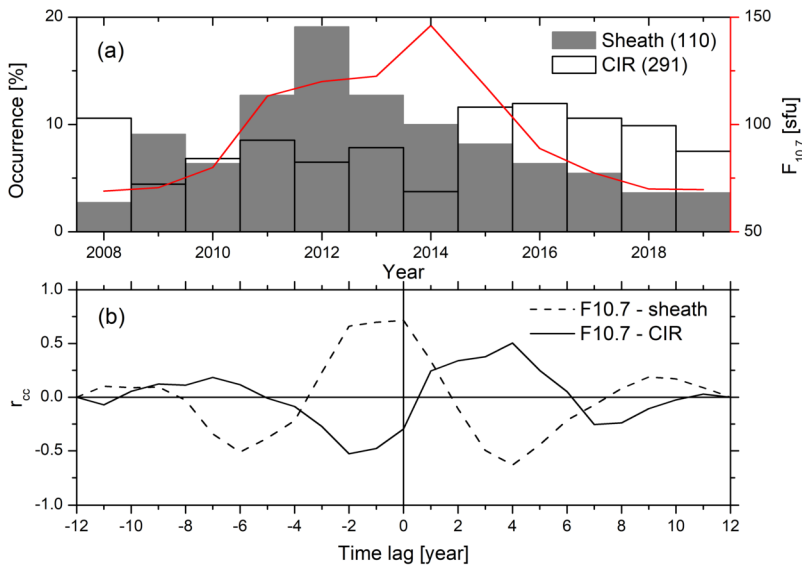 20
150
(a)
Sheath (110)
CIR (291)
Occurrence [%]
10
100
F10.7 [sfu]
0
50
2008
2010
2012
2014
2016
2018
Year
1.0
(b)
F10.7 - sheath
F10.7 - CIR
0.5
rcc
0.0
-0.5
-1.0
-12
-10
-8
-6
-4
-2
0
2
4
6
8
10
12
Time lag [year]